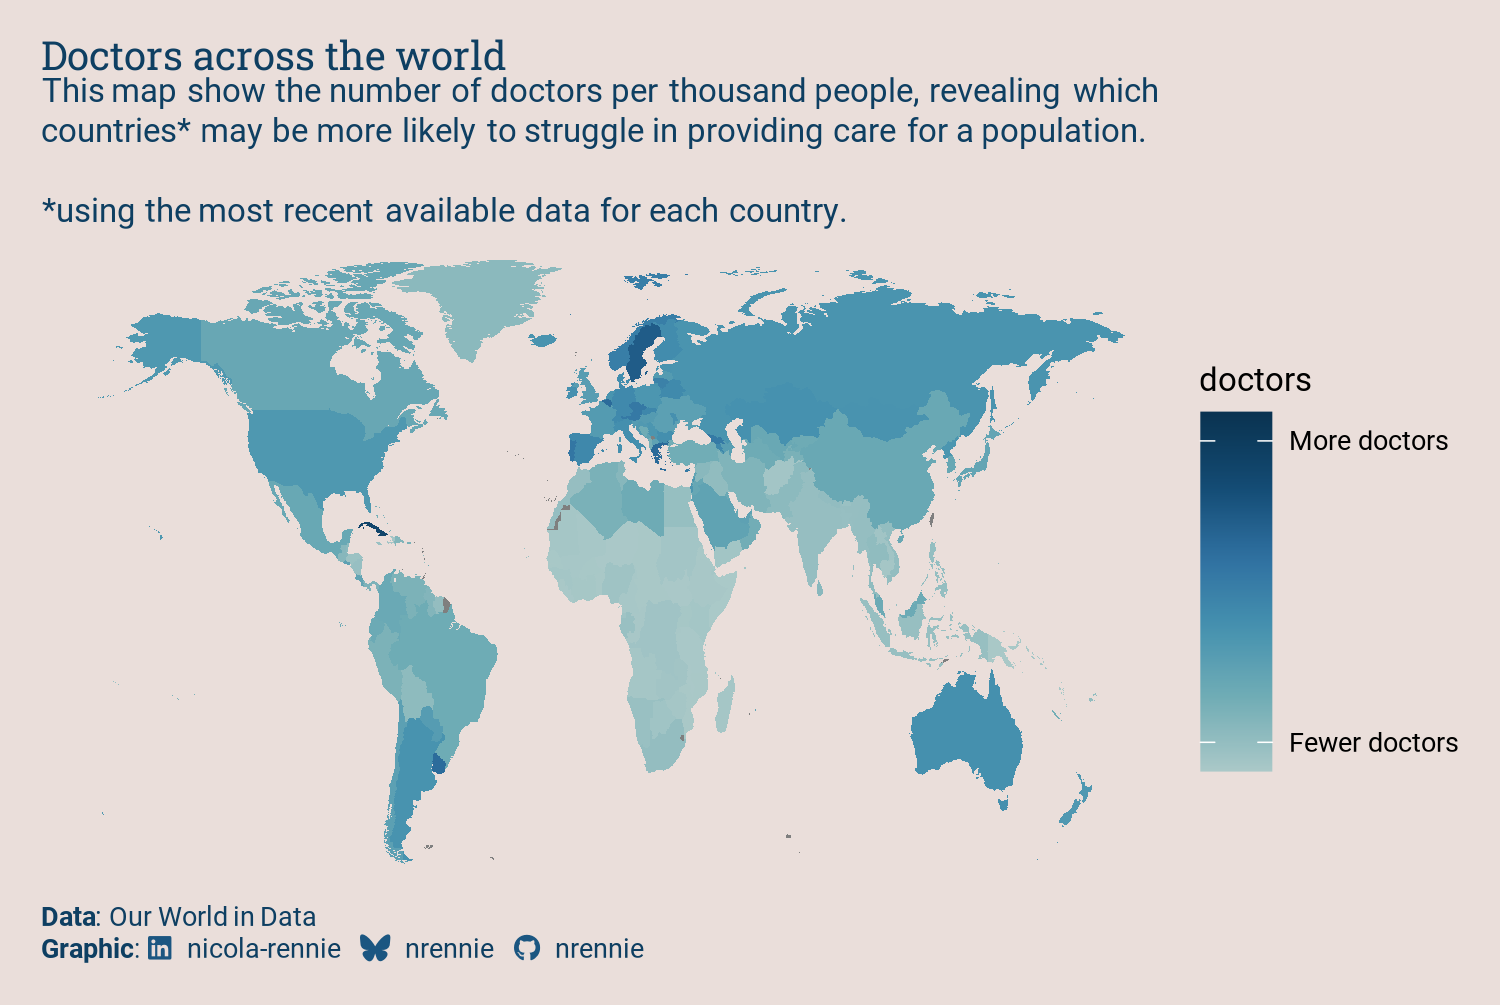 Doctors across the world
This map show the number of doctors per thousand people, revealing which
countries* may be more likely to struggle in providing care for a population.
*using the most recent available data for each country.
doctors
More doctors
Fewer doctors
Data: Our World in Data
Graphic: in nicola-rennie nrennie nrennie